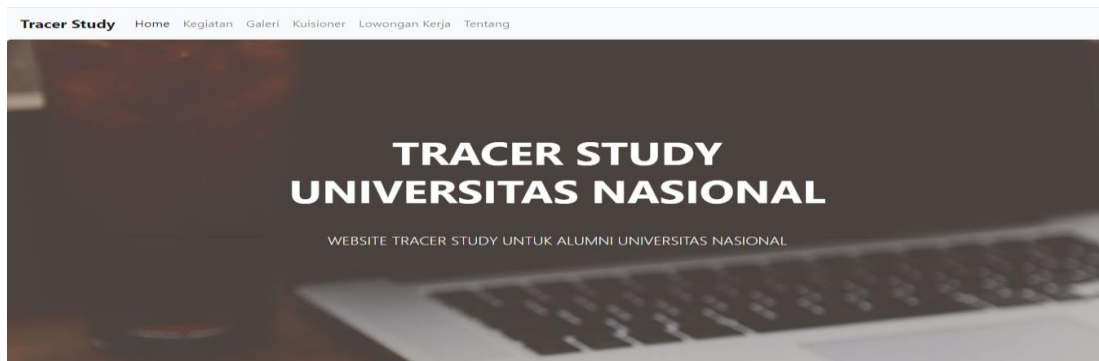 Tracer Study Home Kegiatan Galeri Kuisioner Lowongan Kerja Tentang
TRACER STUDY
UNIVERSITAS NASIONAL
WEBSITE TRACER STUDY UNTUK ALUMNI UNIVERSITAS NASIONAL